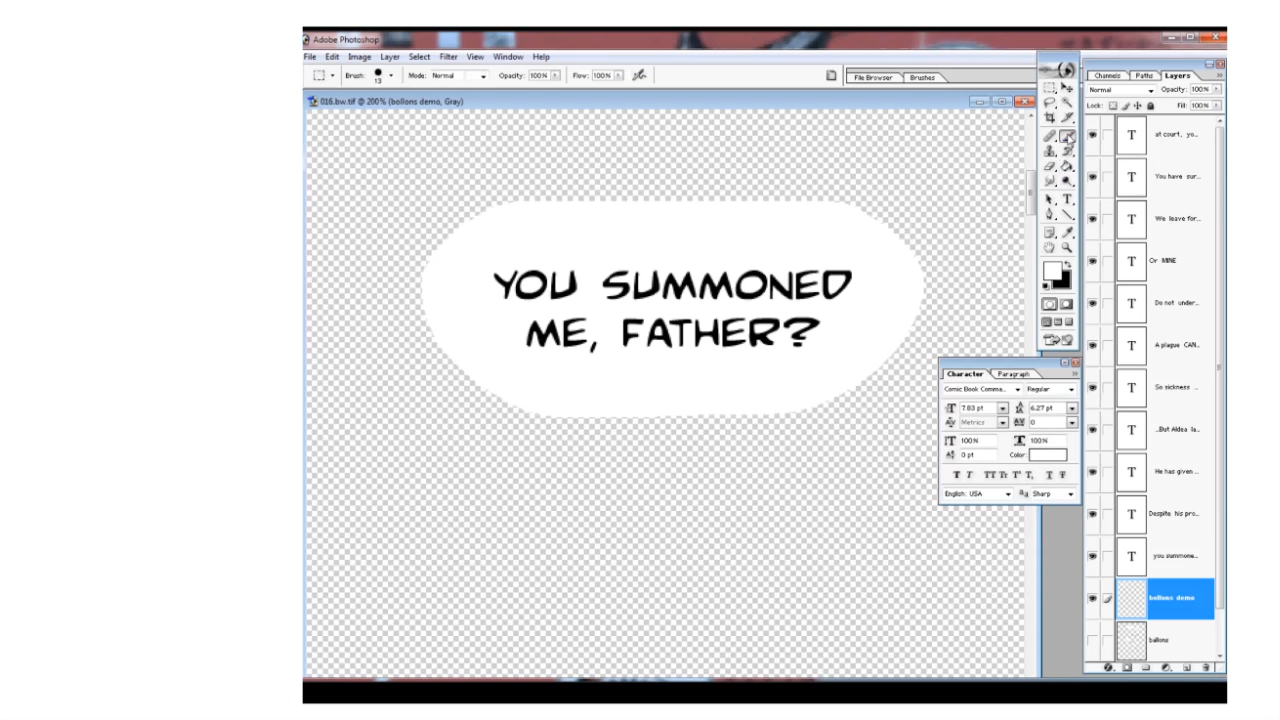 Adobe Photoshop
File Edit Image Layer Select Filter View Window Help
Brush: 13 Mode: Normal Opacity: 100% Flow: 100% File Browser Brushes
016.bw.tif @ 200% (bollons demo, Gray)
YOU SUMMONED
ME, FATHER?
Channels Paths Layers
Normal Opacity: 100%
Lock: Fill: 100%
at court, yo...
You have sur...
We leave for...
Or MINE
Do not under...
A plague CAN...
So sickness ...
...But Aldea la...
He has given ...
Despite his pro...
you summone...
bollons demo
ballons
Character Paragraph
Comic Book Comma... Regular
7.83 pt 6.27 pt
Metrics 0
100% 100%
0 pt Color:
T T TT Tr T¹ T, T T
English: USA aa Sharp